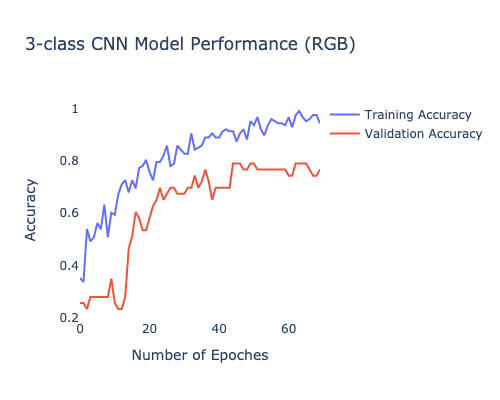 3-class CNN Model Performance (RGB)
1
0.8
0.6
0.4
0.2
0
20
40
60
Accuracy
Number of Epoches
Training Accuracy
Validation Accuracy